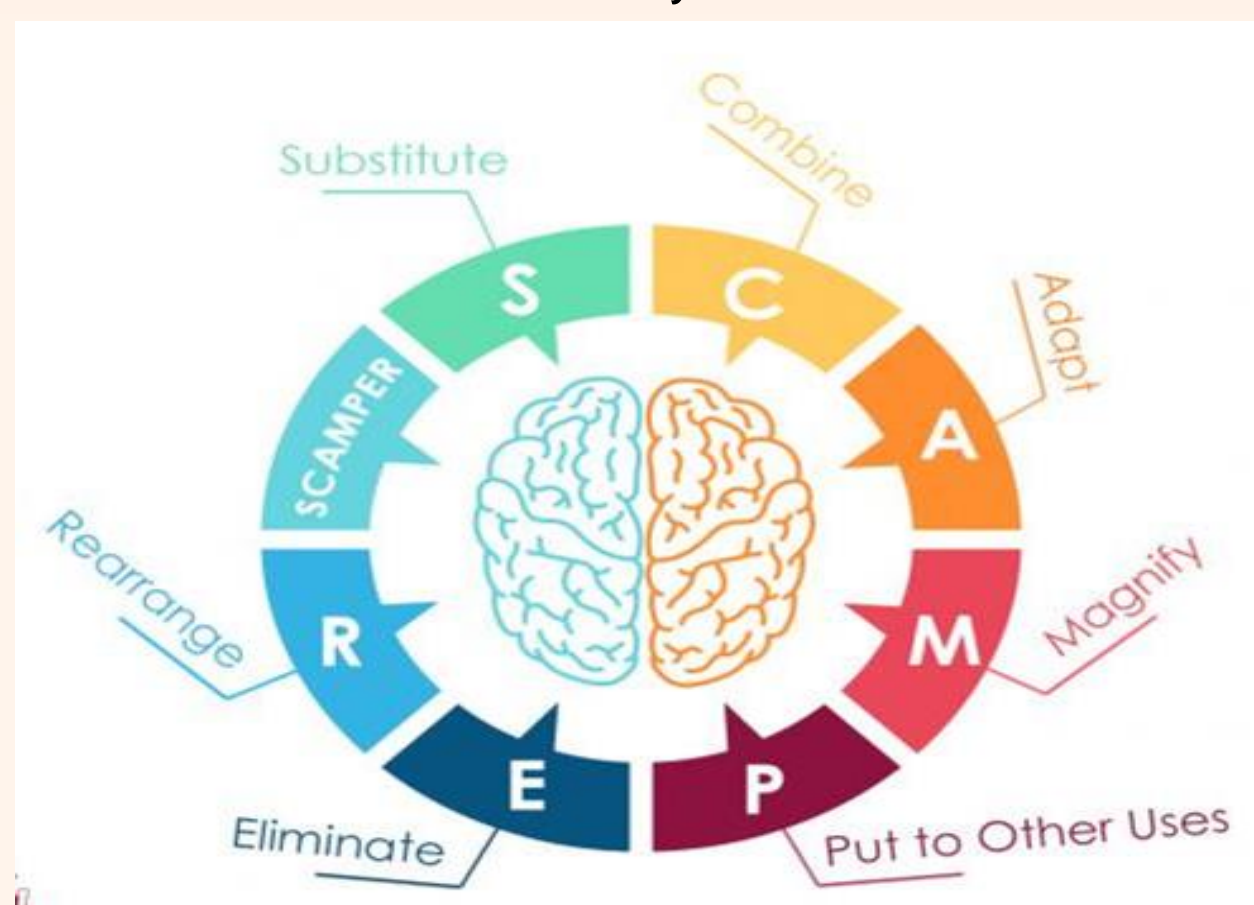 Substitute
Combine
Adapt
Magnify
Put to Other Uses
Eliminate
Rearrange
SCAMPER
S
C
A
M
P
E
R